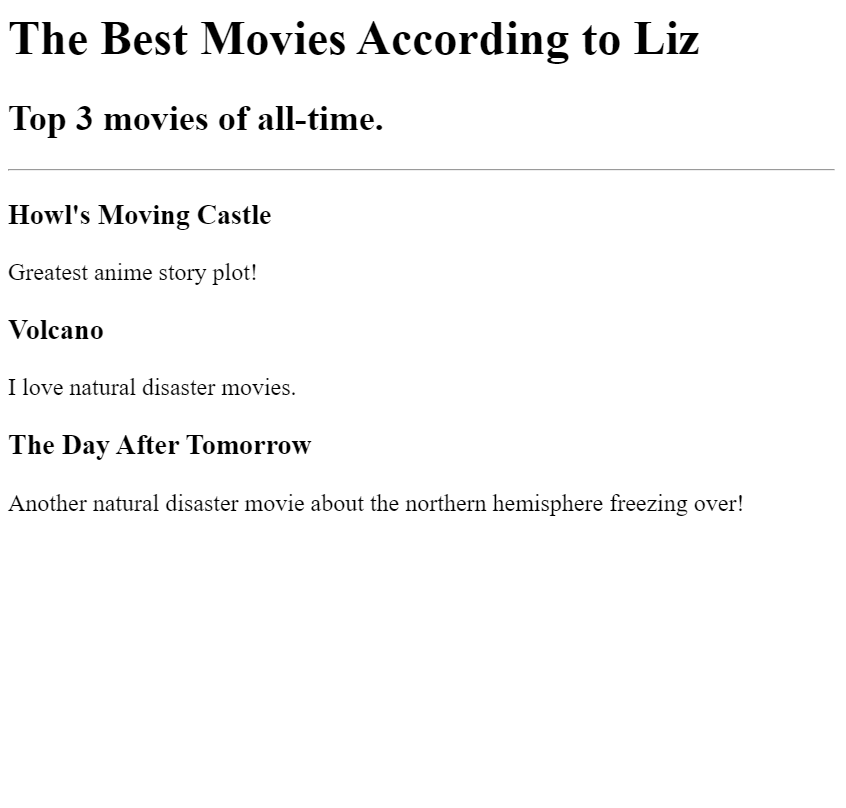 The Best Movies According to Liz
Top 3 movies of all-time.
Howl's Moving Castle
Greatest anime story plot!
Volcano
I love natural disaster movies.
The Day After Tomorrow
Another natural disaster movie about the northern hemisphere freezing over!